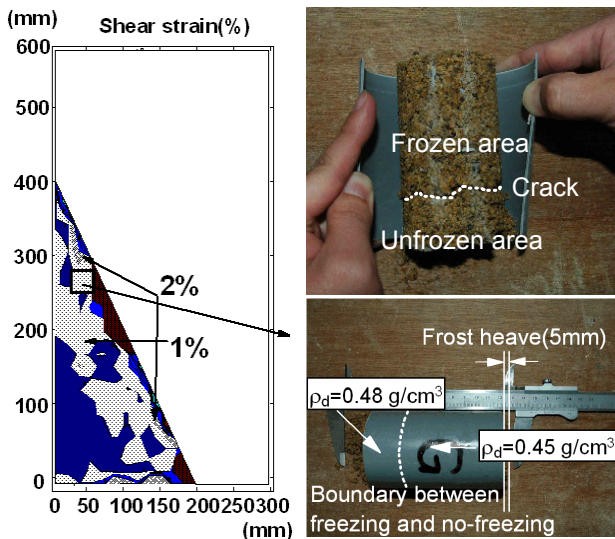 (mm)
Shear strain(%)
600
500
400
300
200
100
0
0 50 100 150 200 250 300
(mm)
2%
1%
Frozen area
Crack
Unfrozen area
Frost heave(5mm)
ρd=0.48 g/cm³
ρd=0.45 g/cm³
Boundary between
freezing and no-freezing